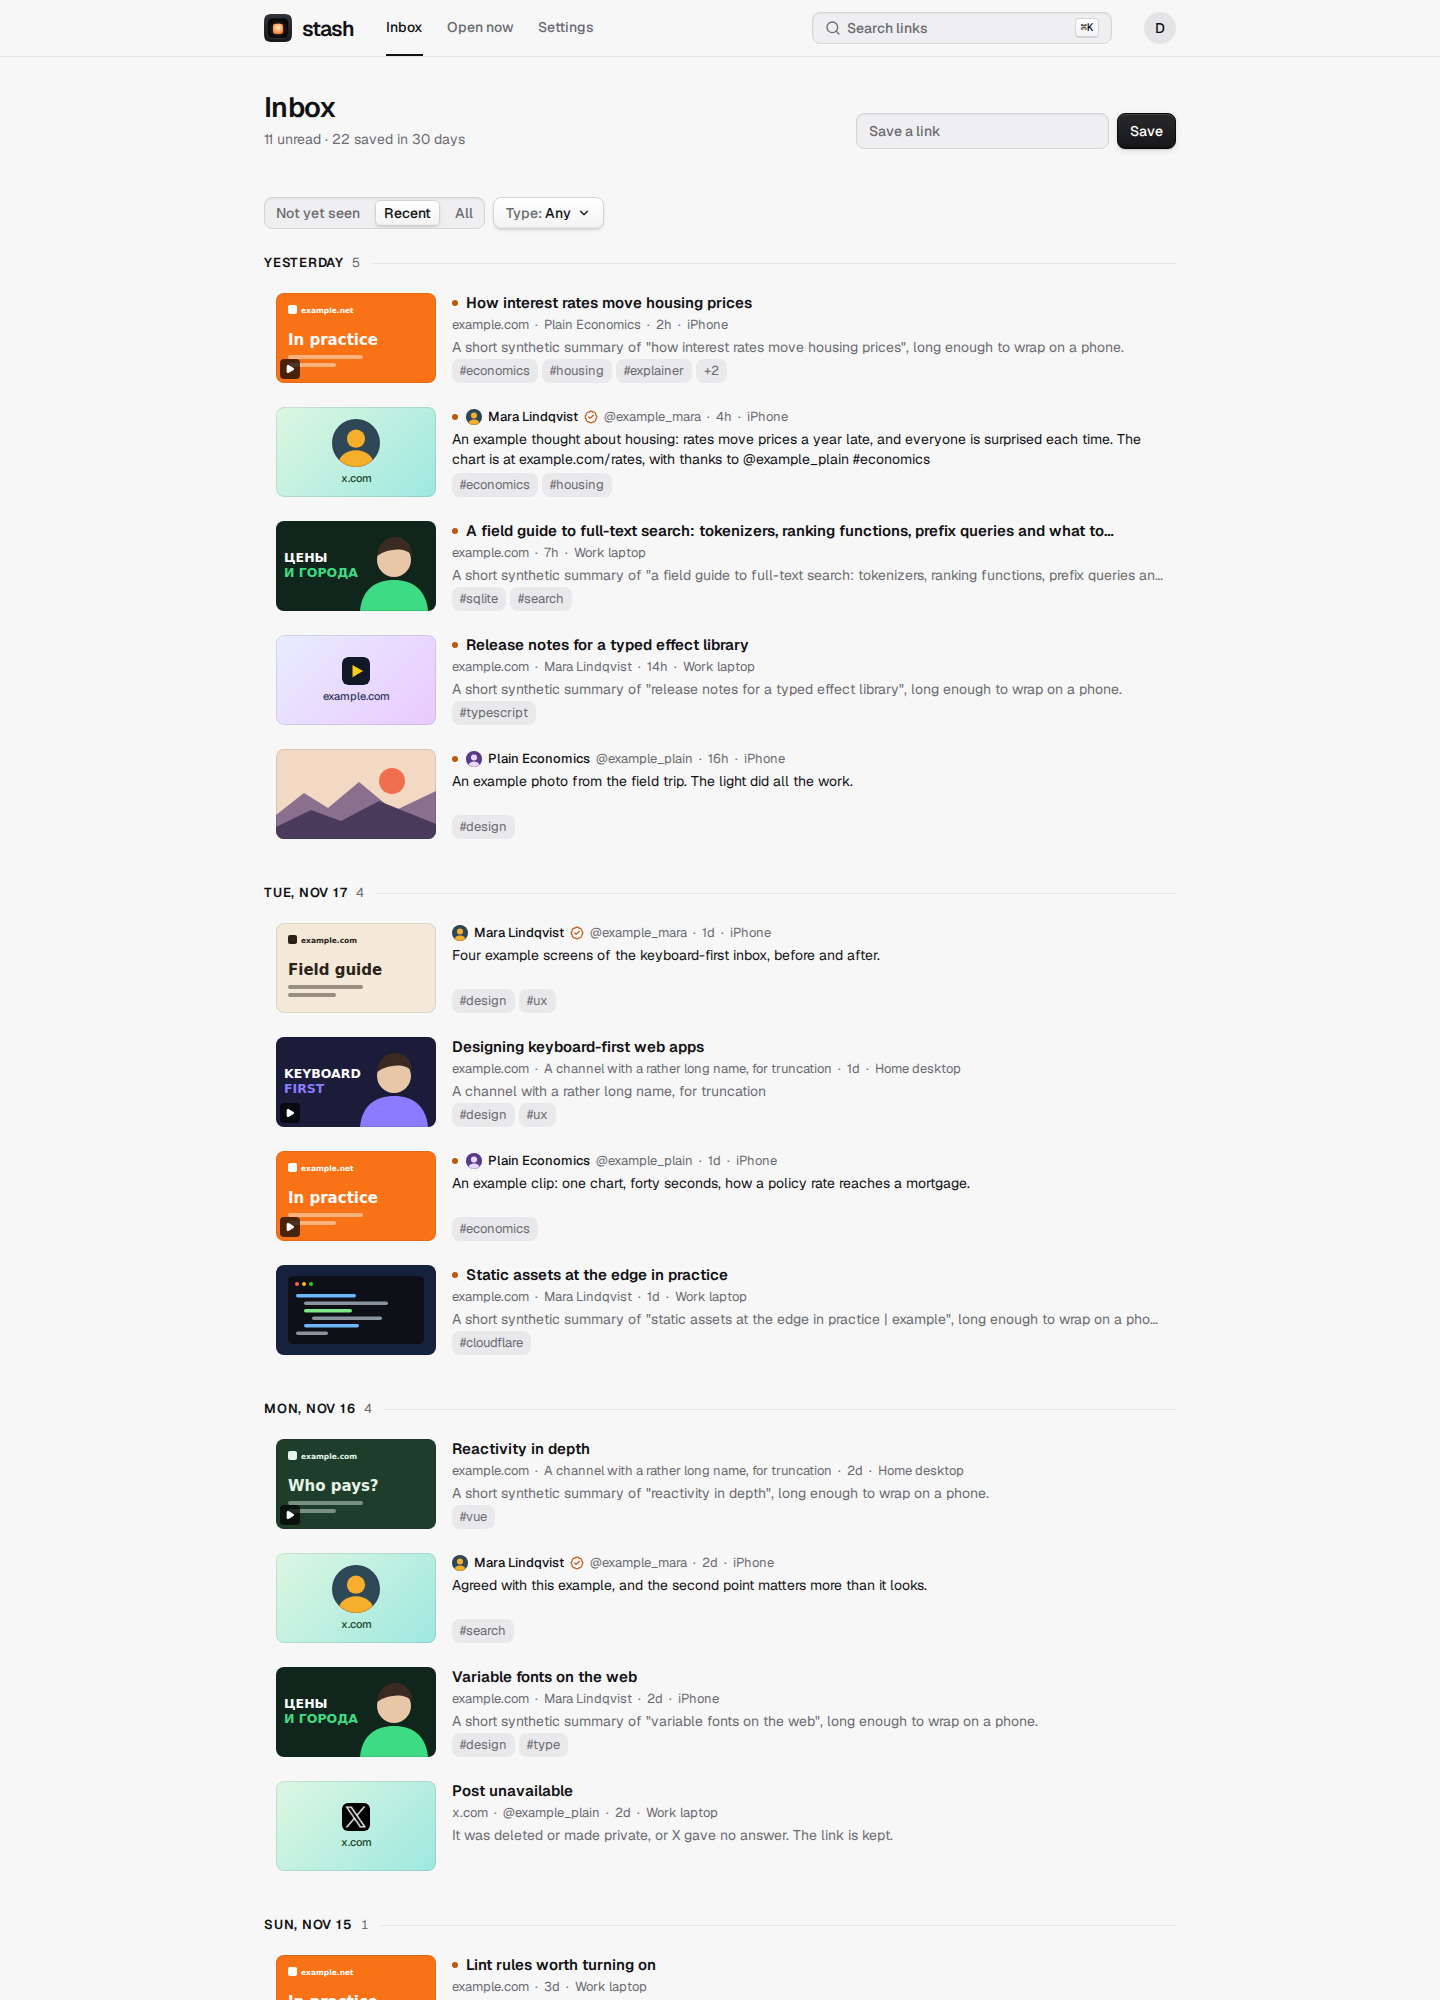 stash Inbox Open now Settings Search links ⌘K D
Inbox
11 unread · 22 saved in 30 days
Save a link Save
Not yet seen Recent All Type: Any
YESTERDAY 5
example.net
In practice
How interest rates move housing prices
example.com · Plain Economics · 2h · iPhone
A short synthetic summary of "how interest rates move housing prices", long enough to wrap on a phone.
#economics #housing #explainer +2
x.com
Mara Lindqvist @example_mara · 4h · iPhone
An example thought about housing: rates move prices a year late, and everyone is surprised each time. The
chart is at example.com/rates, with thanks to @example_plain #economics
#economics #housing
ЦЕНЫ
И ГОРОДА
A field guide to full-text search: tokenizers, ranking functions, prefix queries and what to…
example.com · 7h · Work laptop
A short synthetic summary of "a field guide to full-text search: tokenizers, ranking functions, prefix queries an…
#sqlite #search
example.com
Release notes for a typed effect library
example.com · Mara Lindqvist · 14h · Work laptop
A short synthetic summary of "release notes for a typed effect library", long enough to wrap on a phone.
#typescript
Plain Economics @example_plain · 16h · iPhone
An example photo from the field trip. The light did all the work.
#design
TUE, NOV 17 4
example.com
Field guide
Mara Lindqvist @example_mara · 1d · iPhone
Four example screens of the keyboard-first inbox, before and after.
#design #ux
KEYBOARD
FIRST
Designing keyboard-first web apps
example.com · A channel with a rather long name, for truncation · 1d · Home desktop
A channel with a rather long name, for truncation
#design #ux
example.net
In practice
Plain Economics @example_plain · 1d · iPhone
An example clip: one chart, forty seconds, how a policy rate reaches a mortgage.
#economics
Static assets at the edge in practice
example.com · Mara Lindqvist · 1d · Work laptop
A short synthetic summary of "static assets at the edge in practice | example", long enough to wrap on a pho…
#cloudflare
MON, NOV 16 4
example.com
Who pays?
Reactivity in depth
example.com · A channel with a rather long name, for truncation · 2d · Home desktop
A short synthetic summary of "reactivity in depth", long enough to wrap on a phone.
#vue
x.com
Mara Lindqvist @example_mara · 2d · iPhone
Agreed with this example, and the second point matters more than it looks.
#search
ЦЕНЫ
И ГОРОДА
Variable fonts on the web
example.com · Mara Lindqvist · 2d · iPhone
A short synthetic summary of "variable fonts on the web", long enough to wrap on a phone.
#design #type
x.com
Post unavailable
x.com · @example_plain · 2d · Work laptop
It was deleted or made private, or X gave no answer. The link is kept.
SUN, NOV 15 1
example.net
In practice
Lint rules worth turning on
example.com · 3d · Work laptop